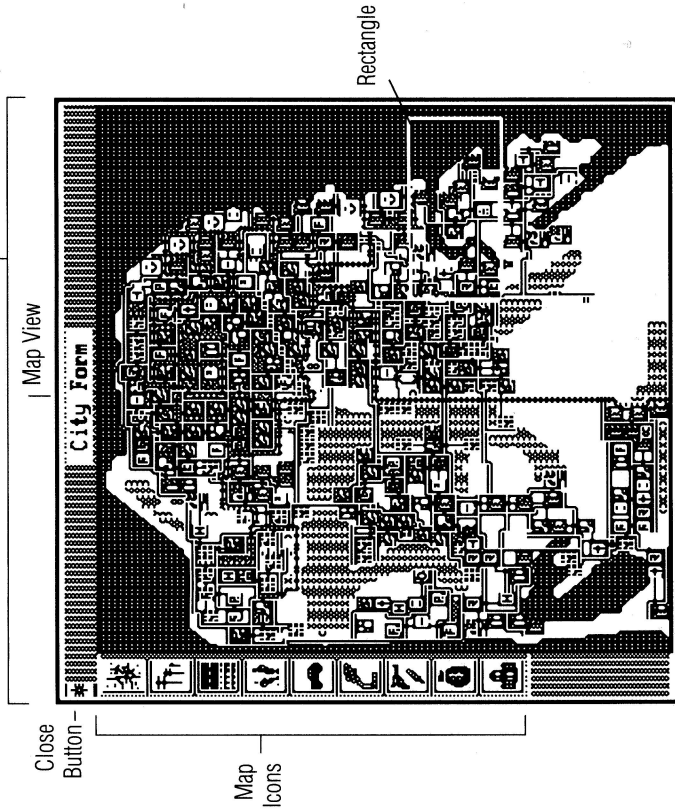 Map View
City Form
Close
Button
Map
Icons
Rectangle